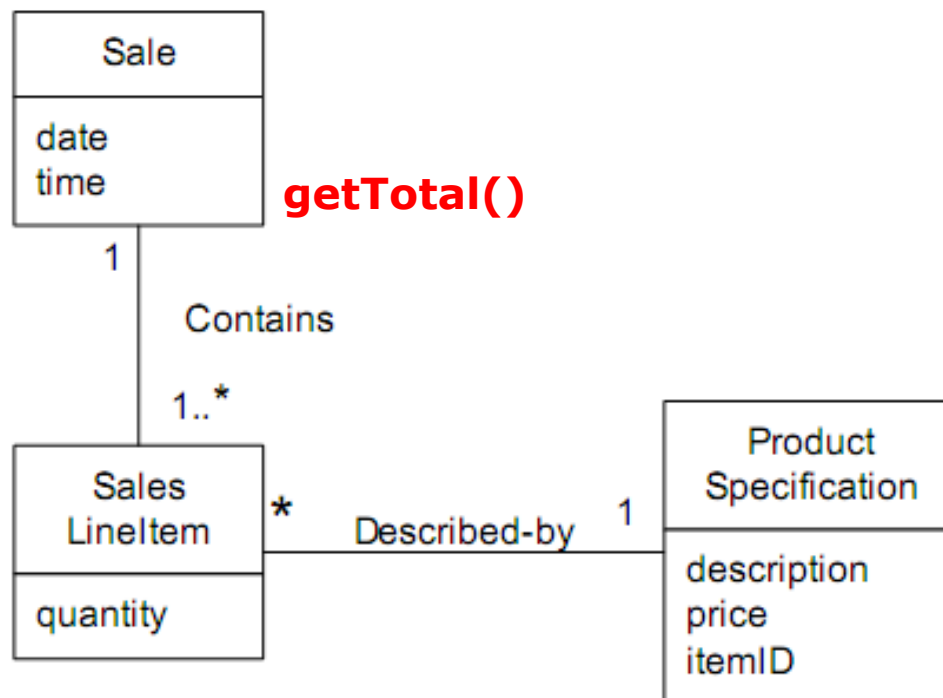 Sale
date
time
getTotal()
1
Contains
1..*
Sales
LineItem
quantity
*
Described-by
1
Product
Specification
description
price
itemID